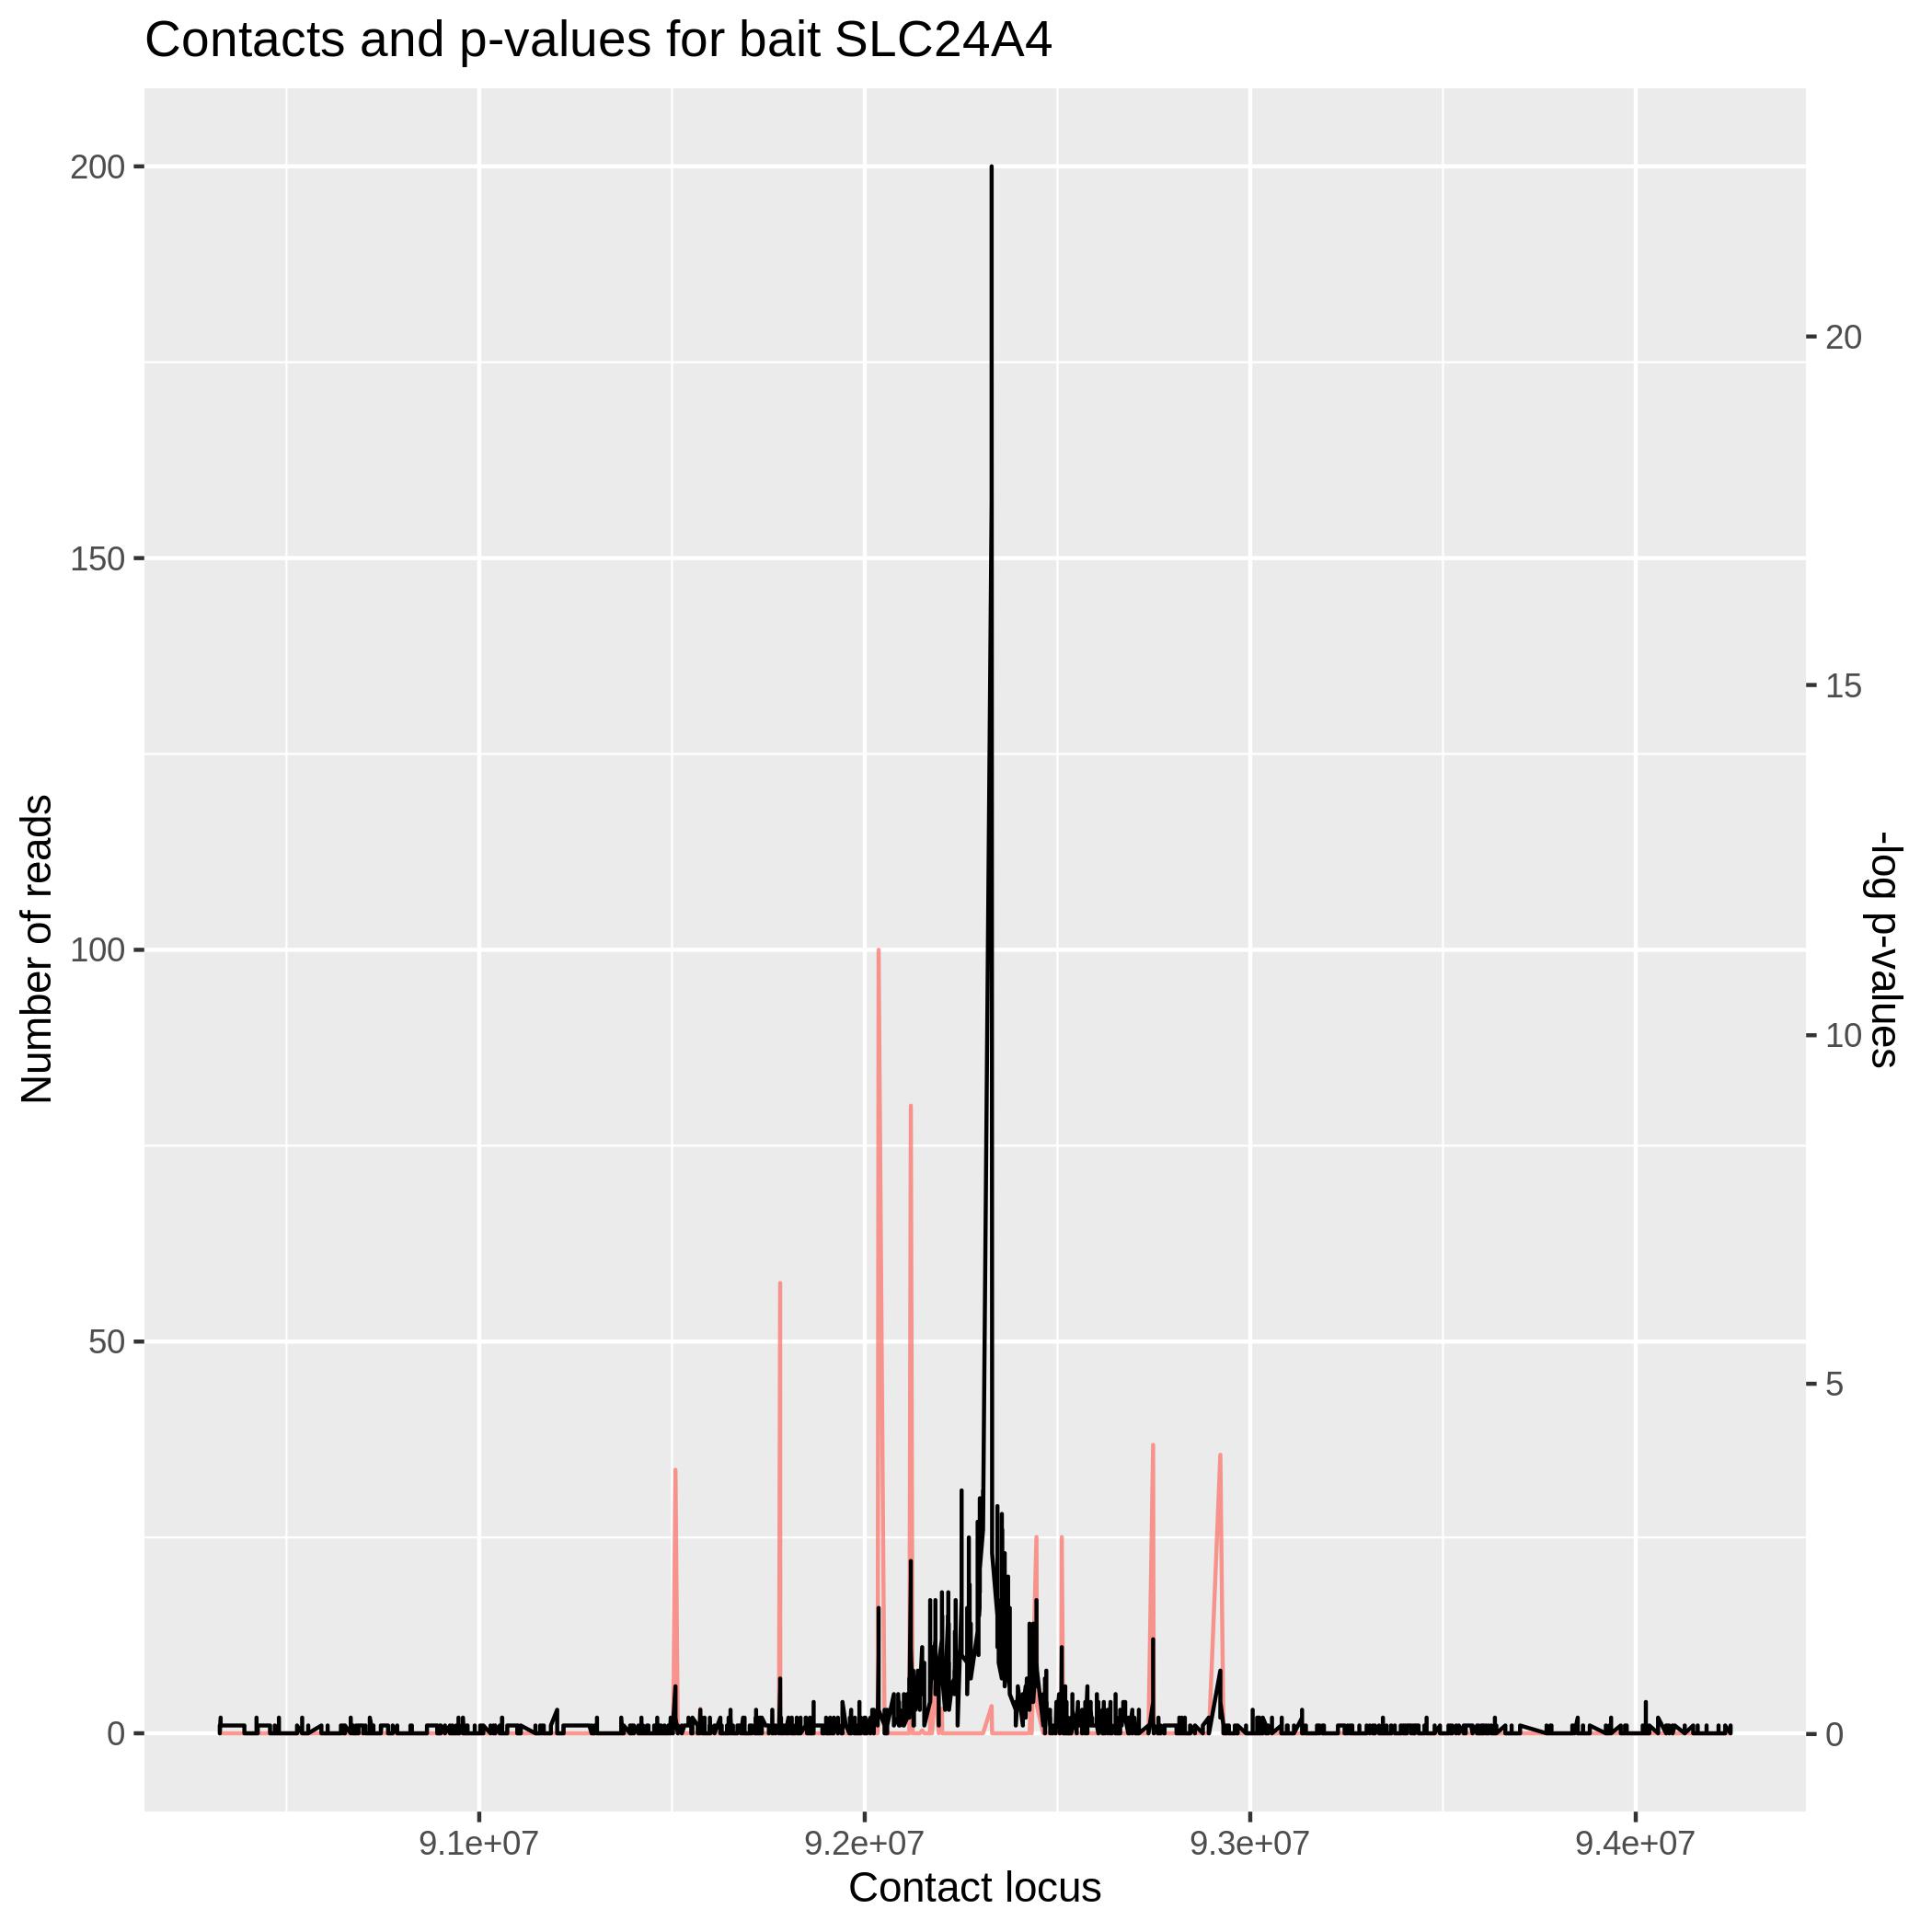 Contacts and p-values for bait SLC24A4
200
150
100
50
0
Number of reads
20
15
10
5
0
-log p-values
9.1e+07 9.2e+07 9.3e+07 9.4e+07
Contact locus